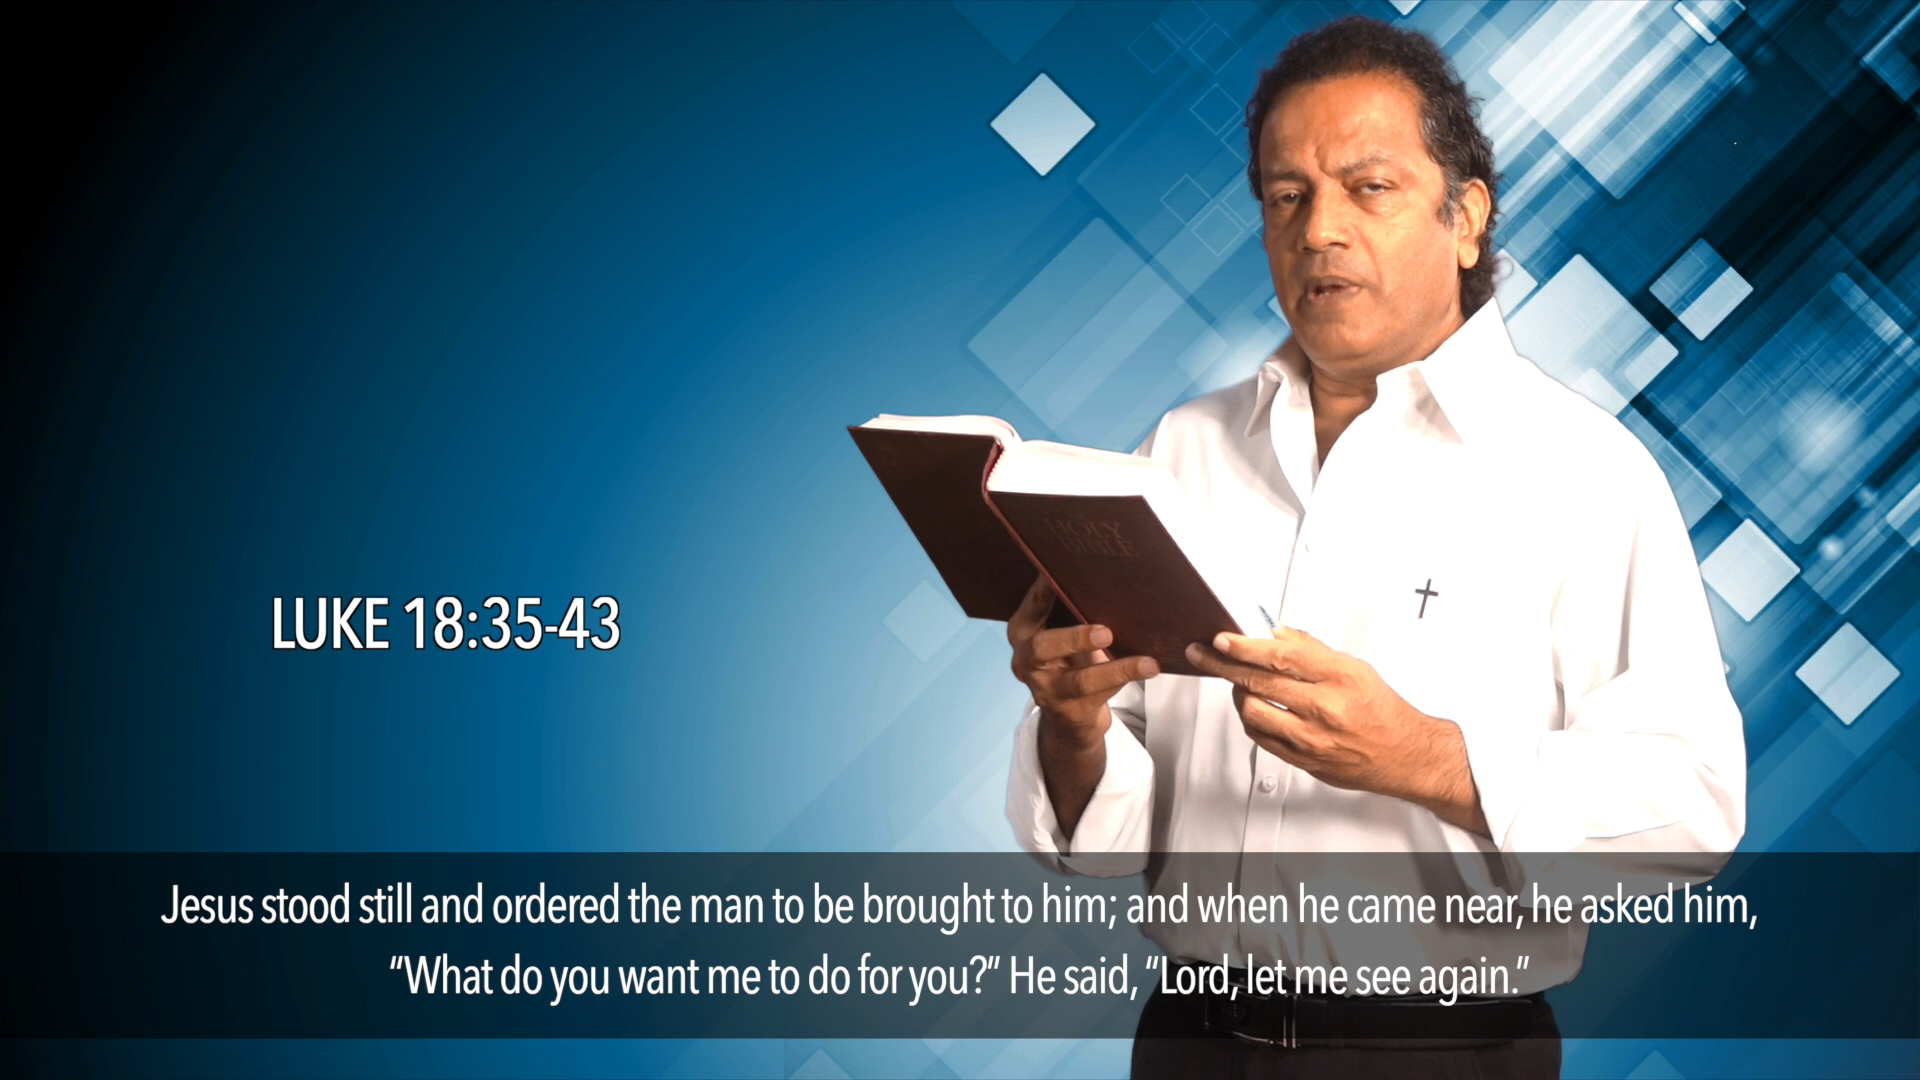 HOLY
BIBLE
LUKE 18:35-43
Jesus stood still and ordered the man to be brought to him; and when he came near, he asked him,
“What do you want me to do for you?” He said, “Lord, let me see again.”